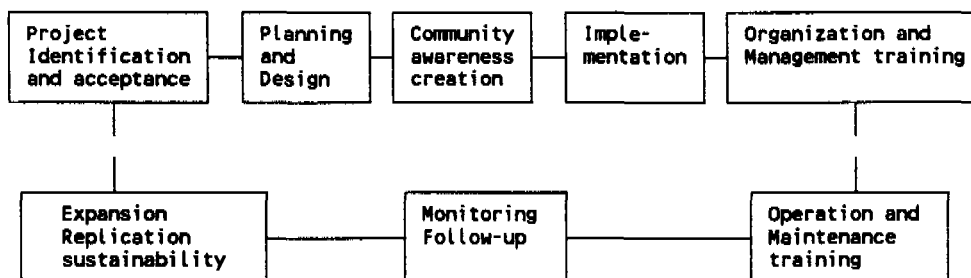 Project
Identification
and acceptance
Planning
and
Design
Community
awareness
creation
Imple-
mentation
Organization and
Management training
Expansion
Replication
sustainability
Monitoring
Follow-up
Operation and
Maintenance
training